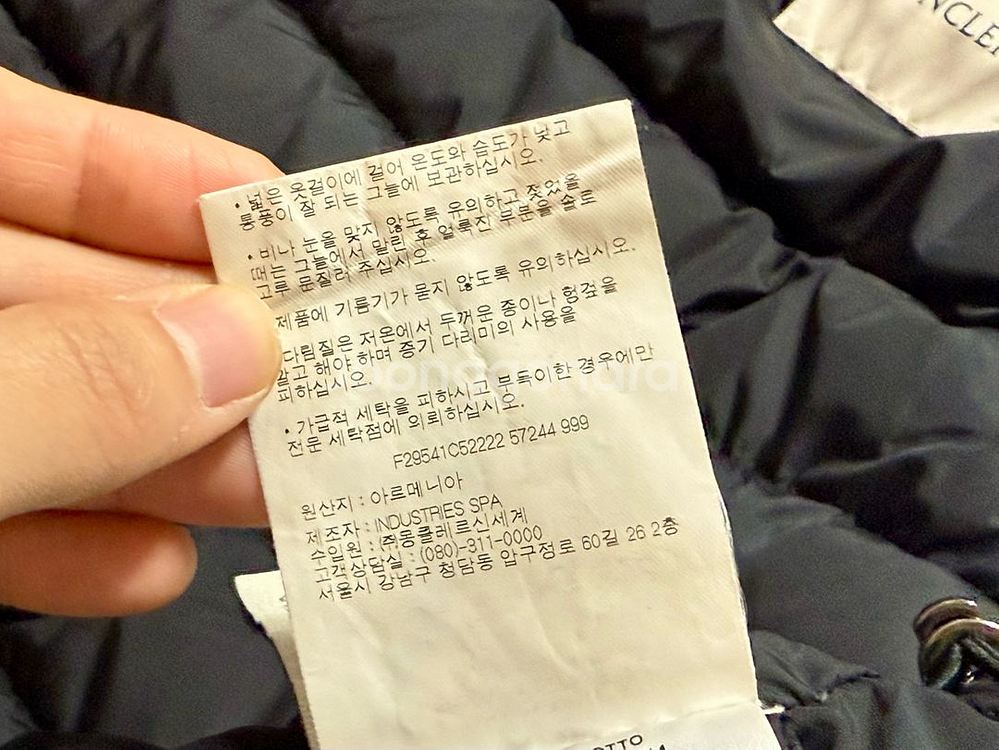 NCLER
• 넓은 옷걸이에 걸어 온도와 습도가 낮고
통풍이 잘 되는 그늘에 보관하십시오.
• 비나 눈을 맞지 않도록 유의하고 젖었을
때는 그늘에서 말린 후 얼룩진 부분을 솔로
고루 문질러 주십시오.
제품에 기름기가 묻지 않도록 유의하십시오.
다림질은 저온에서 두꺼운 종이나 헝겊을
깔고 해야 하며 증기 다리미의 사용을
피하십시오.
• 가급적 세탁을 피하시고 부득이한 경우에만
전문 세탁점에 의뢰하십시오.
F29541C52222 57244 999
원산지 : 아르메니아
제조자 : INDUSTRIES SPA
수입원 : (주)몽클레르신세계
고객상담실 : (080)-311-0000
서울시 강남구 청담동 압구정로 60길 26 2층
OTTO